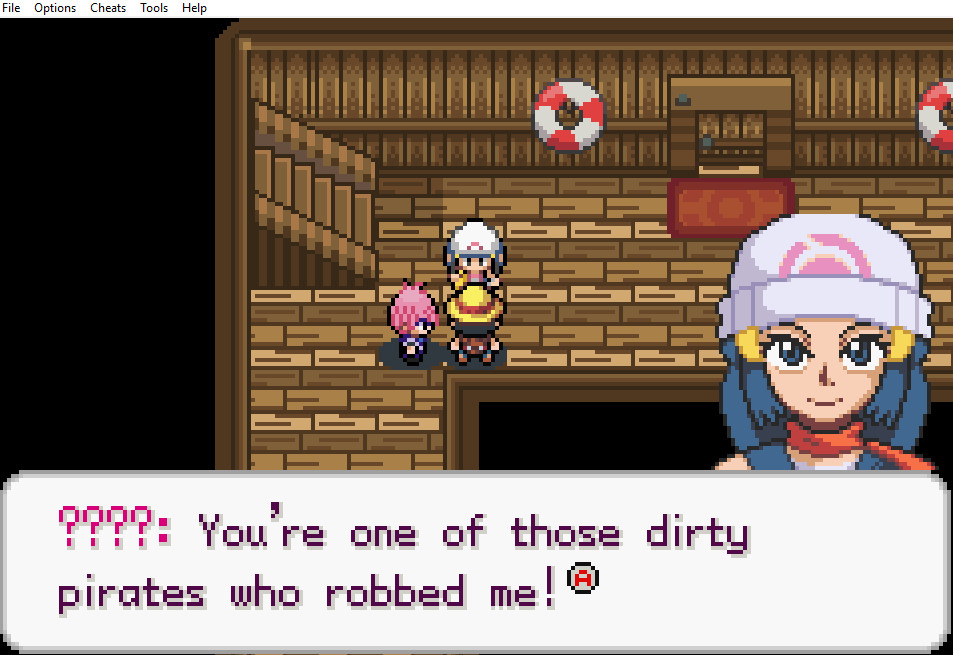 File Options Cheats Tools Help
????: You're one of those dirty
pirates who robbed me! A